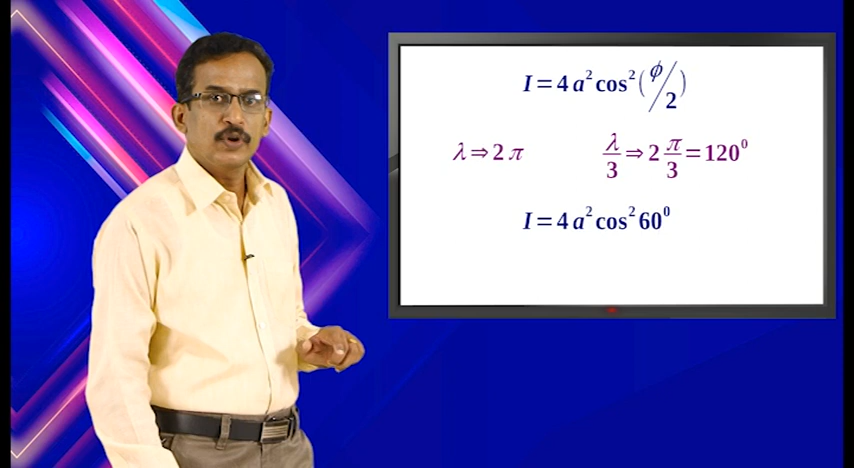 I = 4 a² cos² (ϕ/2)
λ ⇒ 2 π    λ/3 ⇒ 2 π/3 = 120⁰
I = 4 a² cos² 60⁰